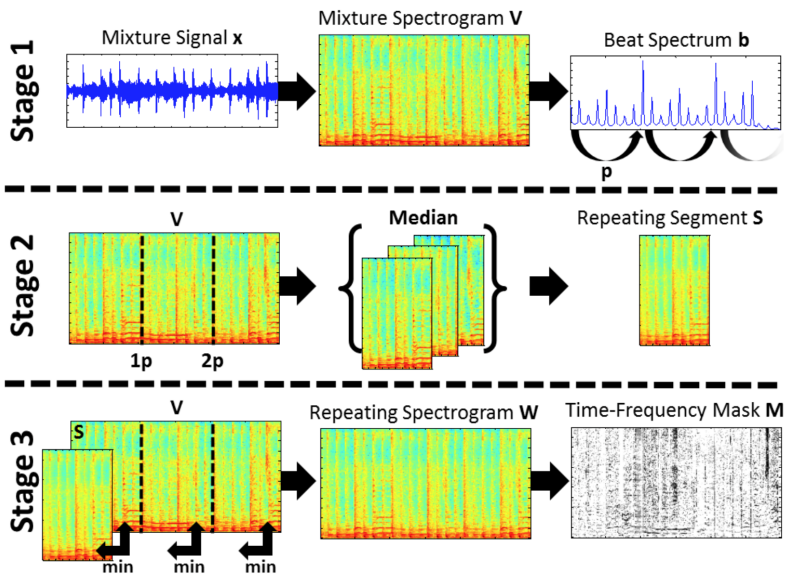 Stage 1
Mixture Signal x
Mixture Spectrogram V
Beat Spectrum b
p
Stage 2
V
1p
2p
Median
Repeating Segment S
Stage 3
V
S
min
min
min
Repeating Spectrogram W
Time-Frequency Mask M